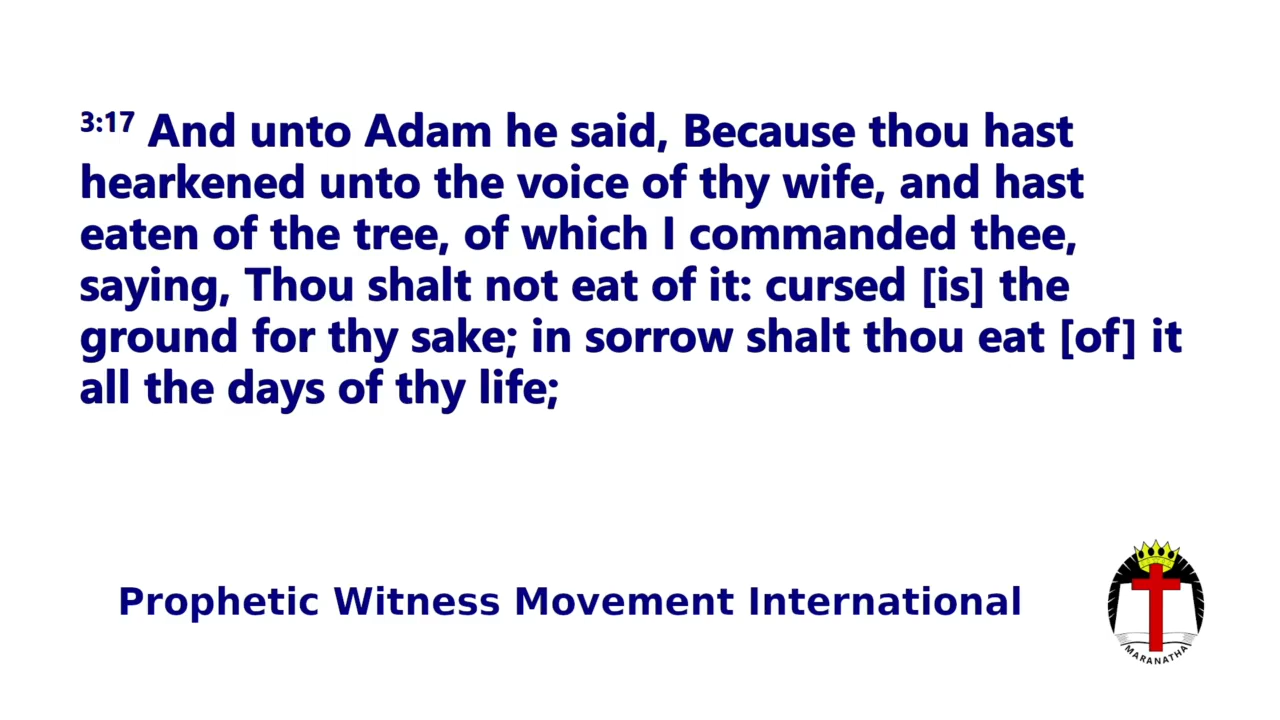 3:17 And unto Adam he said, Because thou hast
hearkened unto the voice of thy wife, and hast
eaten of the tree, of which I commanded thee,
saying, Thou shalt not eat of it: cursed [is] the
ground for thy sake; in sorrow shalt thou eat [of] it
all the days of thy life;
Prophetic Witness Movement International
MARANATHA